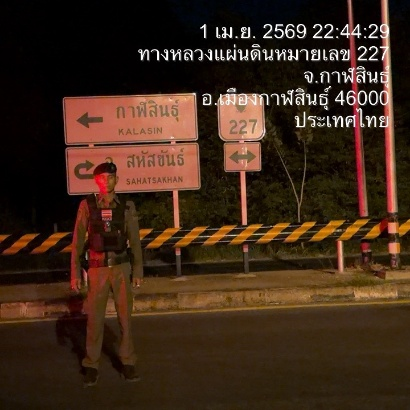 1 เม.ย. 2569 22:44:29
ทางหลวงแผ่นดินหมายเลข 227
จ.กาฬสินธุ์
อ.เมืองกาฬสินธุ์ 46000
ประเทศไทย
กาฬสินธุ์
KALASIN
227
สหัสขันธ์
SAHATSAKHAN